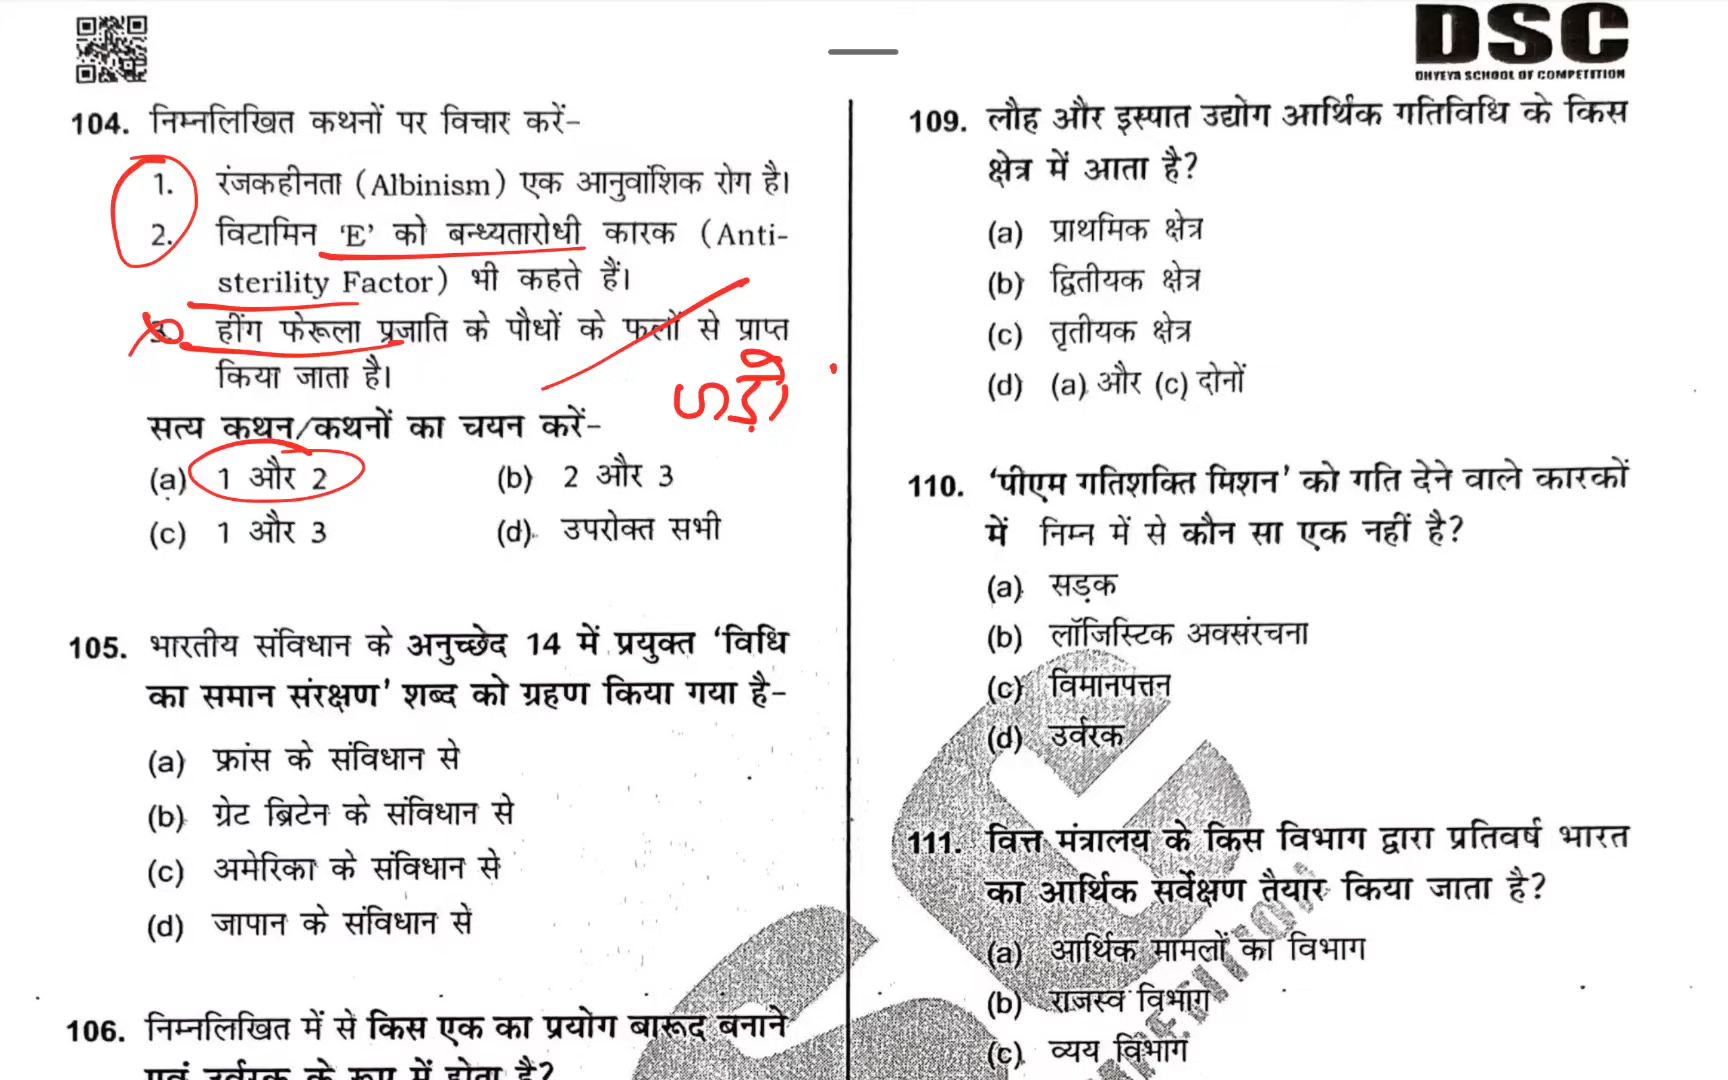 DSC
DHYEYA SCHOOL OF COMPETITION
104. निम्नलिखित कथनों पर विचार करें-
1. रंजकहीनता (Albinism) एक आनुवांशिक रोग है।
2. विटामिन ‘E’ को बन्ध्यतारोधी कारक (Anti-
sterility Factor) भी कहते हैं।
3. हींग फेरूला प्रजाति के पौधों के फलों से प्राप्त
किया जाता है।
जड़ों
सत्य कथन/कथनों का चयन करें-
(a) 1 और 2 (b) 2 और 3
(c) 1 और 3 (d) उपरोक्त सभी
105. भारतीय संविधान के अनुच्छेद 14 में प्रयुक्त ‘विधि
का समान संरक्षण’ शब्द को ग्रहण किया गया है-
(a) फ्रांस के संविधान से
(b) ग्रेट ब्रिटेन के संविधान से
(c) अमेरिका के संविधान से
(d) जापान के संविधान से
106. निम्नलिखित में से किस एक का प्रयोग बारूद बनाने
एवं उर्वरक के रूप में होता है?
109. लौह और इस्पात उद्योग आर्थिक गतिविधि के किस
क्षेत्र में आता है?
(a) प्राथमिक क्षेत्र
(b) द्वितीयक क्षेत्र
(c) तृतीयक क्षेत्र
(d) (a) और (c) दोनों
110. ‘पीएम गतिशक्ति मिशन’ को गति देने वाले कारकों
में निम्न में से कौन सा एक नहीं है?
(a) सड़क
(b) लॉजिस्टिक अवसंरचना
(c) विमानपत्तन
(d) उर्वरक
111. वित्त मंत्रालय के किस विभाग द्वारा प्रतिवर्ष भारत
का आर्थिक सर्वेक्षण तैयार किया जाता है?
(a) आर्थिक मामलों का विभाग
(b) राजस्व विभाग
(c) व्यय विभाग